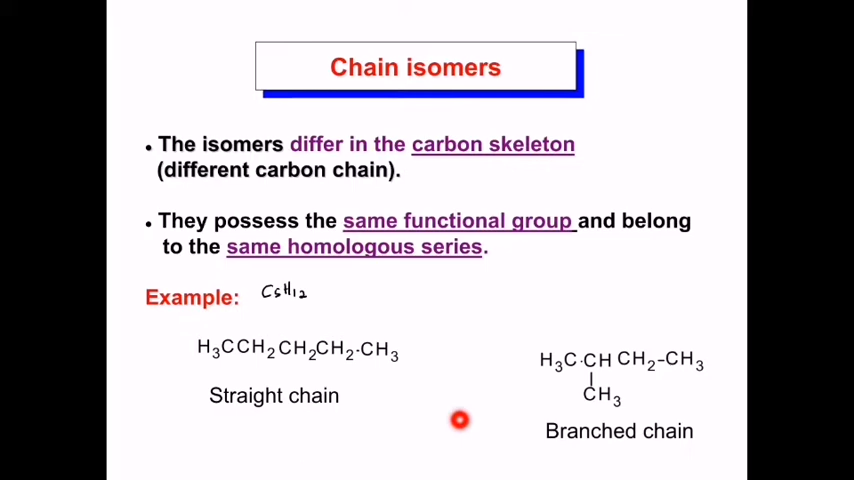 Chain isomers
• The isomers differ in the carbon skeleton
(different carbon chain).
• They possess the same functional group and belong
to the same homologous series.
Example: C5H12
H3CCH2CH2CH2-CH3
Straight chain
H3C-CH CH2-CH3
CH3
Branched chain